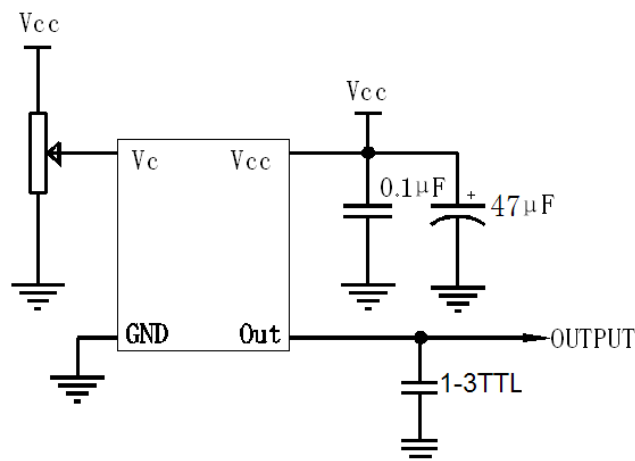 Vcc
Vcc
Vc
Vcc
0.1μF
+
47μF
GND
Out
OUTPUT
1-3TTL